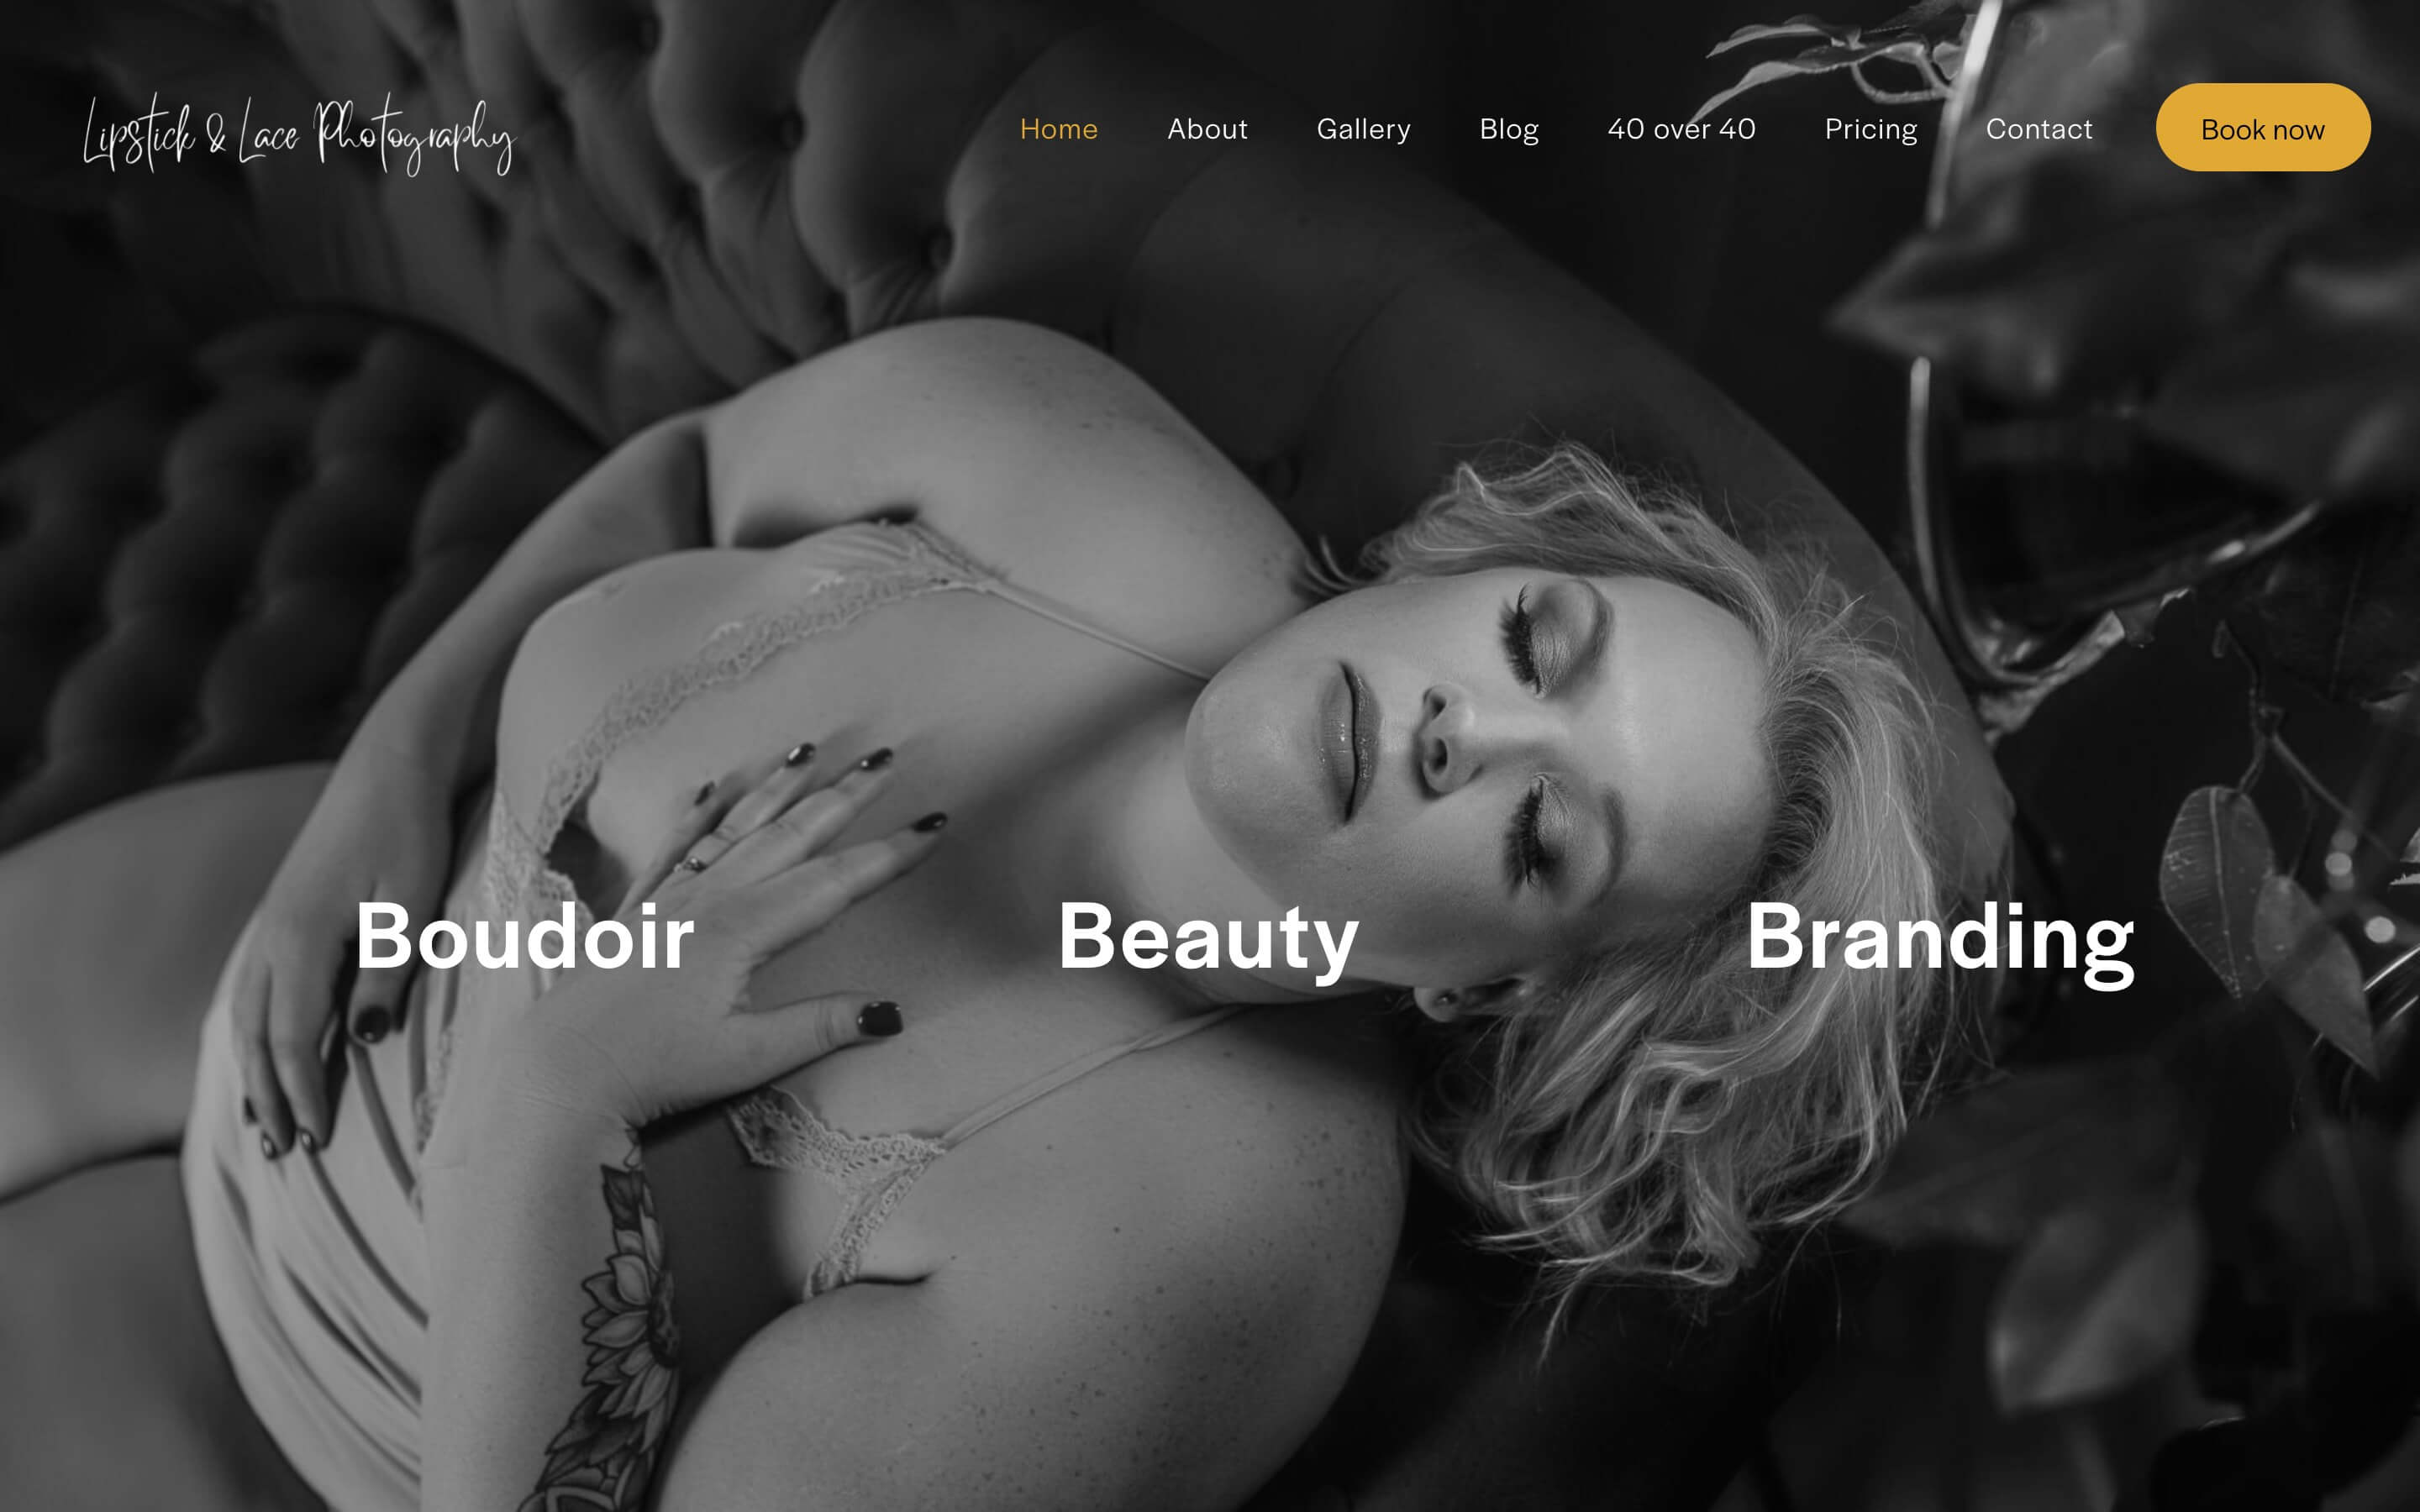 Lipstick & Lace Photography
Home
About
Gallery
Blog
40 over 40
Pricing
Contact
Book now
Boudoir
Beauty
Branding